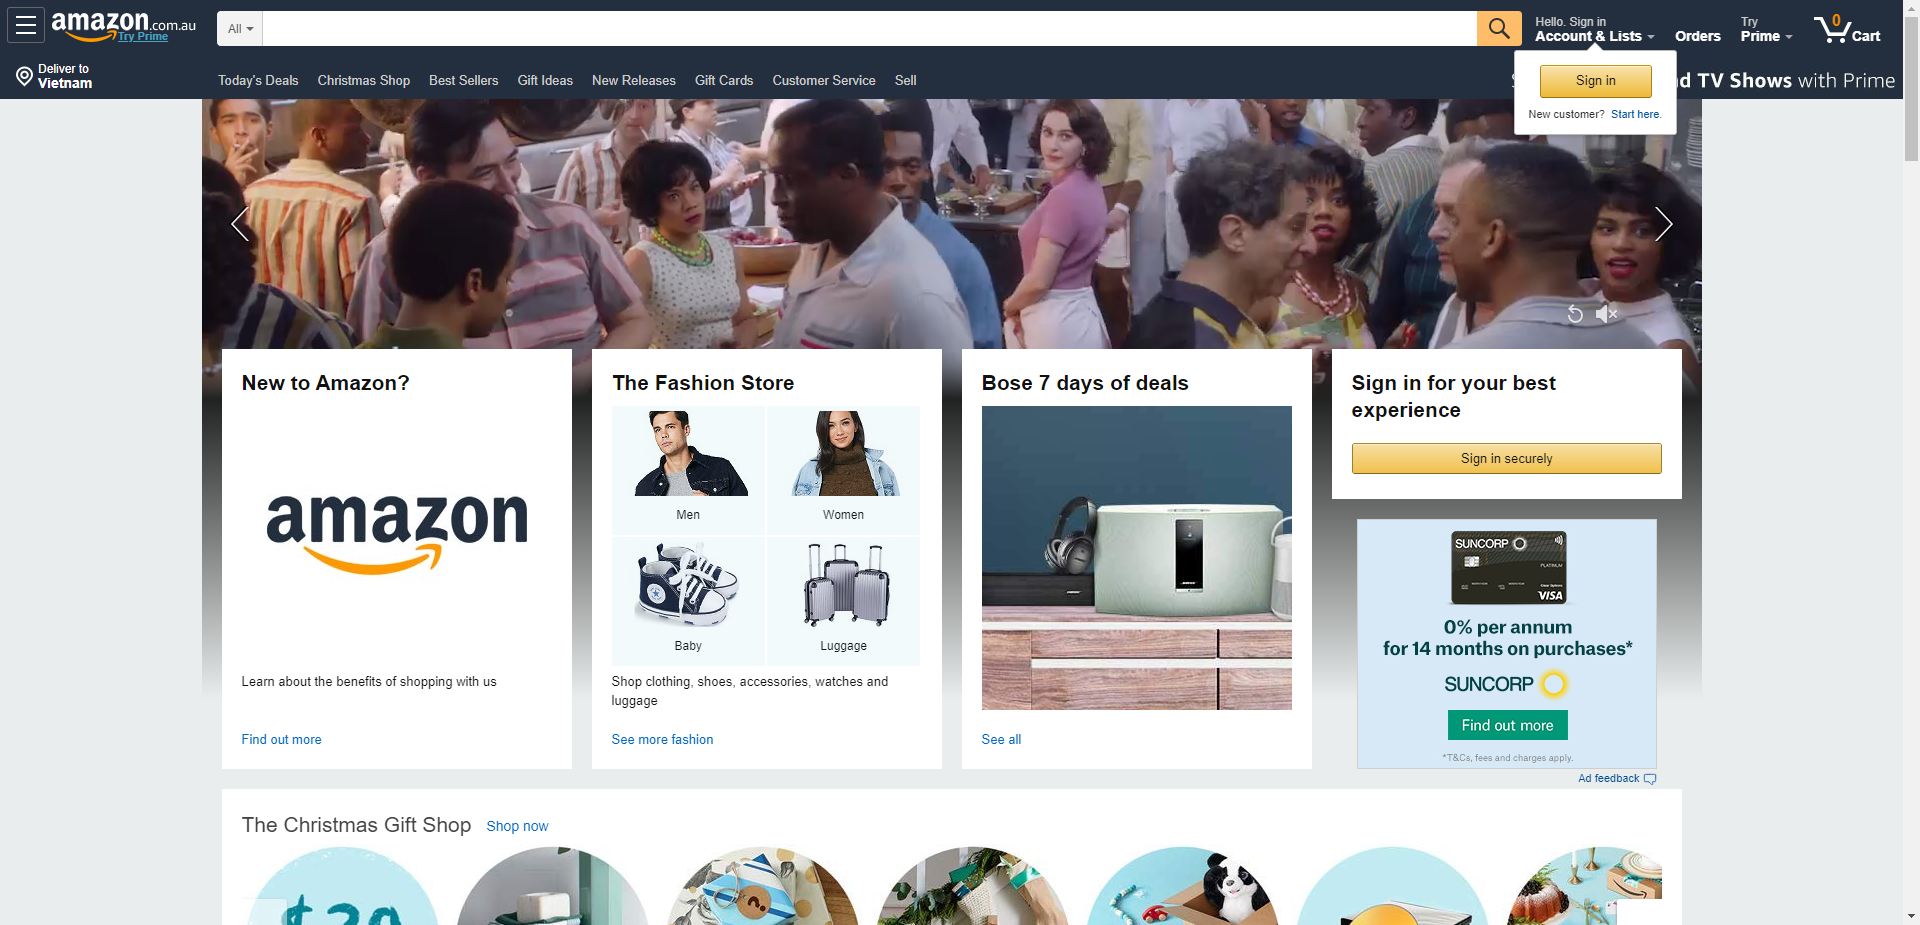 amazon.com.au
Try Prime
All
Hello. Sign in
Account & Lists
Orders
Try
Prime
0
Cart
Deliver to
Vietnam
Today's Deals
Christmas Shop
Best Sellers
Gift Ideas
New Releases
Gift Cards
Customer Service
Sell
TV Shows with Prime
Sign in
New customer? Start here.
New to Amazon?
amazon
Learn about the benefits of shopping with us
Find out more
The Fashion Store
Men
Women
Baby
Luggage
Shop clothing, shoes, accessories, watches and
luggage
See more fashion
Bose 7 days of deals
See all
Sign in for your best
experience
Sign in securely
SUNCORP
PLATINUM
VISA
0% per annum
for 14 months on purchases*
SUNCORP
Find out more
*T&Cs, fees and charges apply.
Ad feedback
The Christmas Gift Shop
Shop now